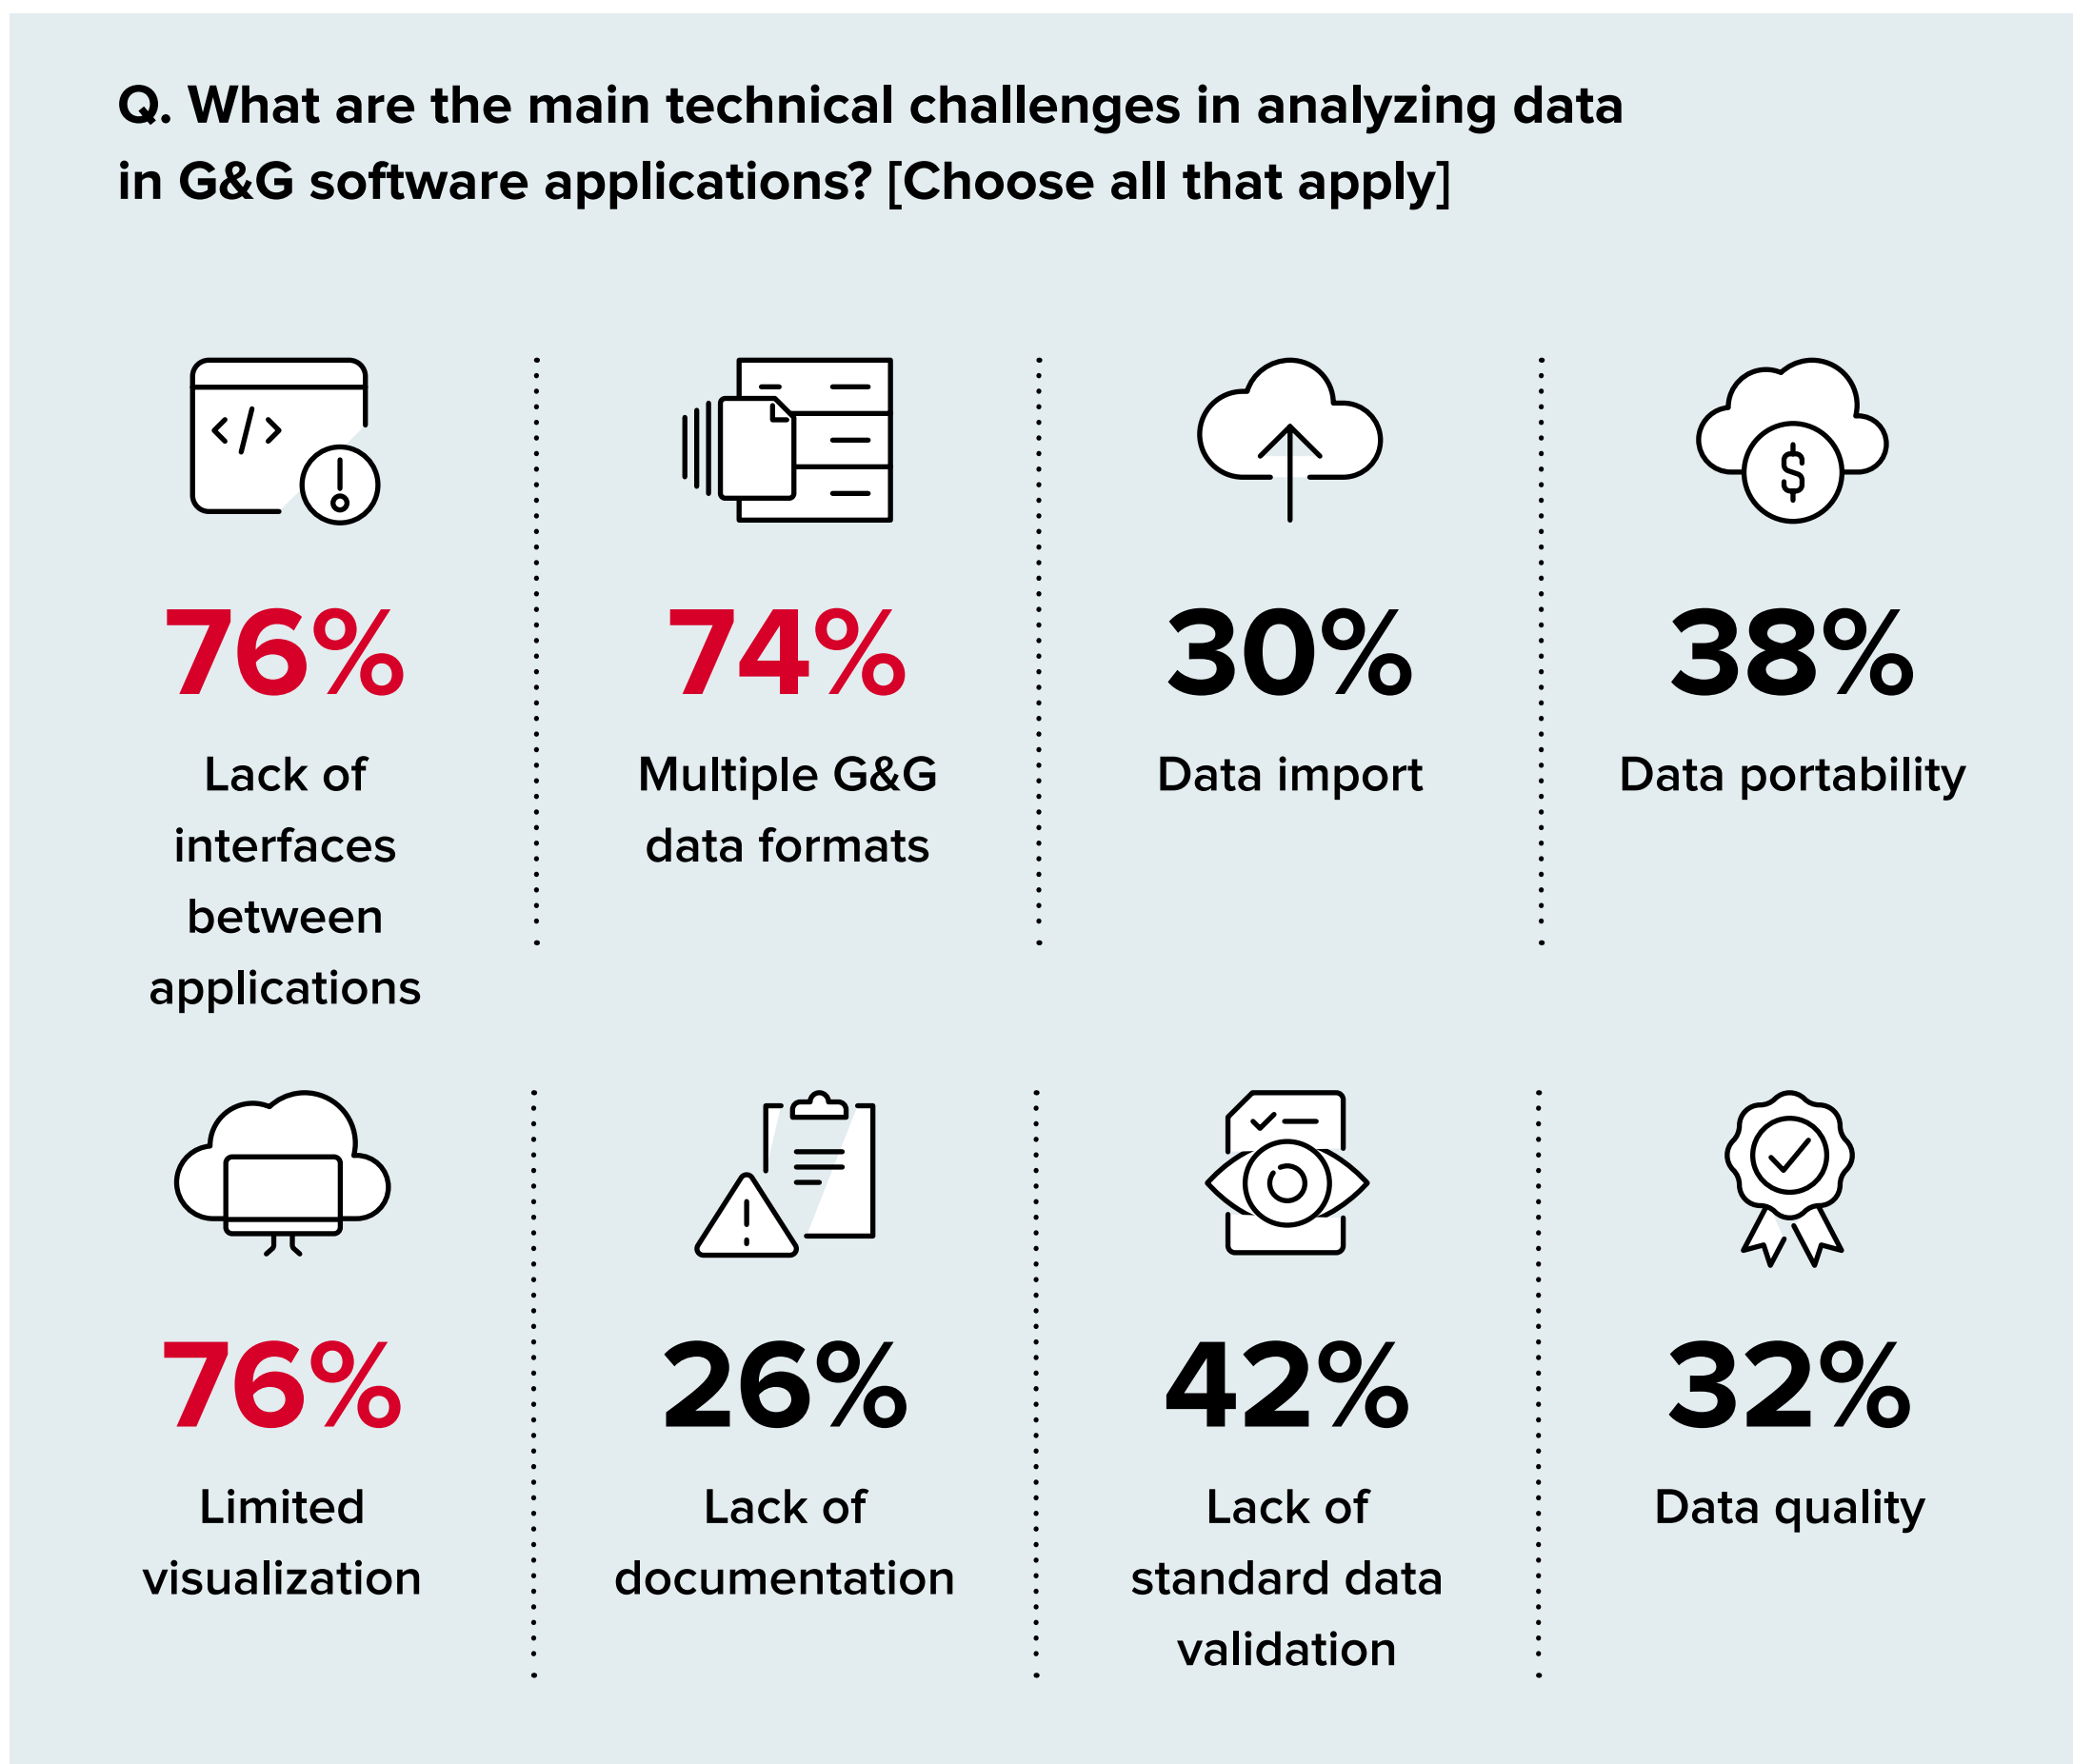 Q. What are the main technical challenges in analyzing data
in G&G software applications? [Choose all that apply]
</>
76%
Lack of
interfaces
between
applications
74%
Multiple G&G
data formats
30%
Data import
$
38%
Data portability
76%
Limited
visualization
26%
Lack of
documentation
42%
Lack of
standard data
validation
32%
Data quality